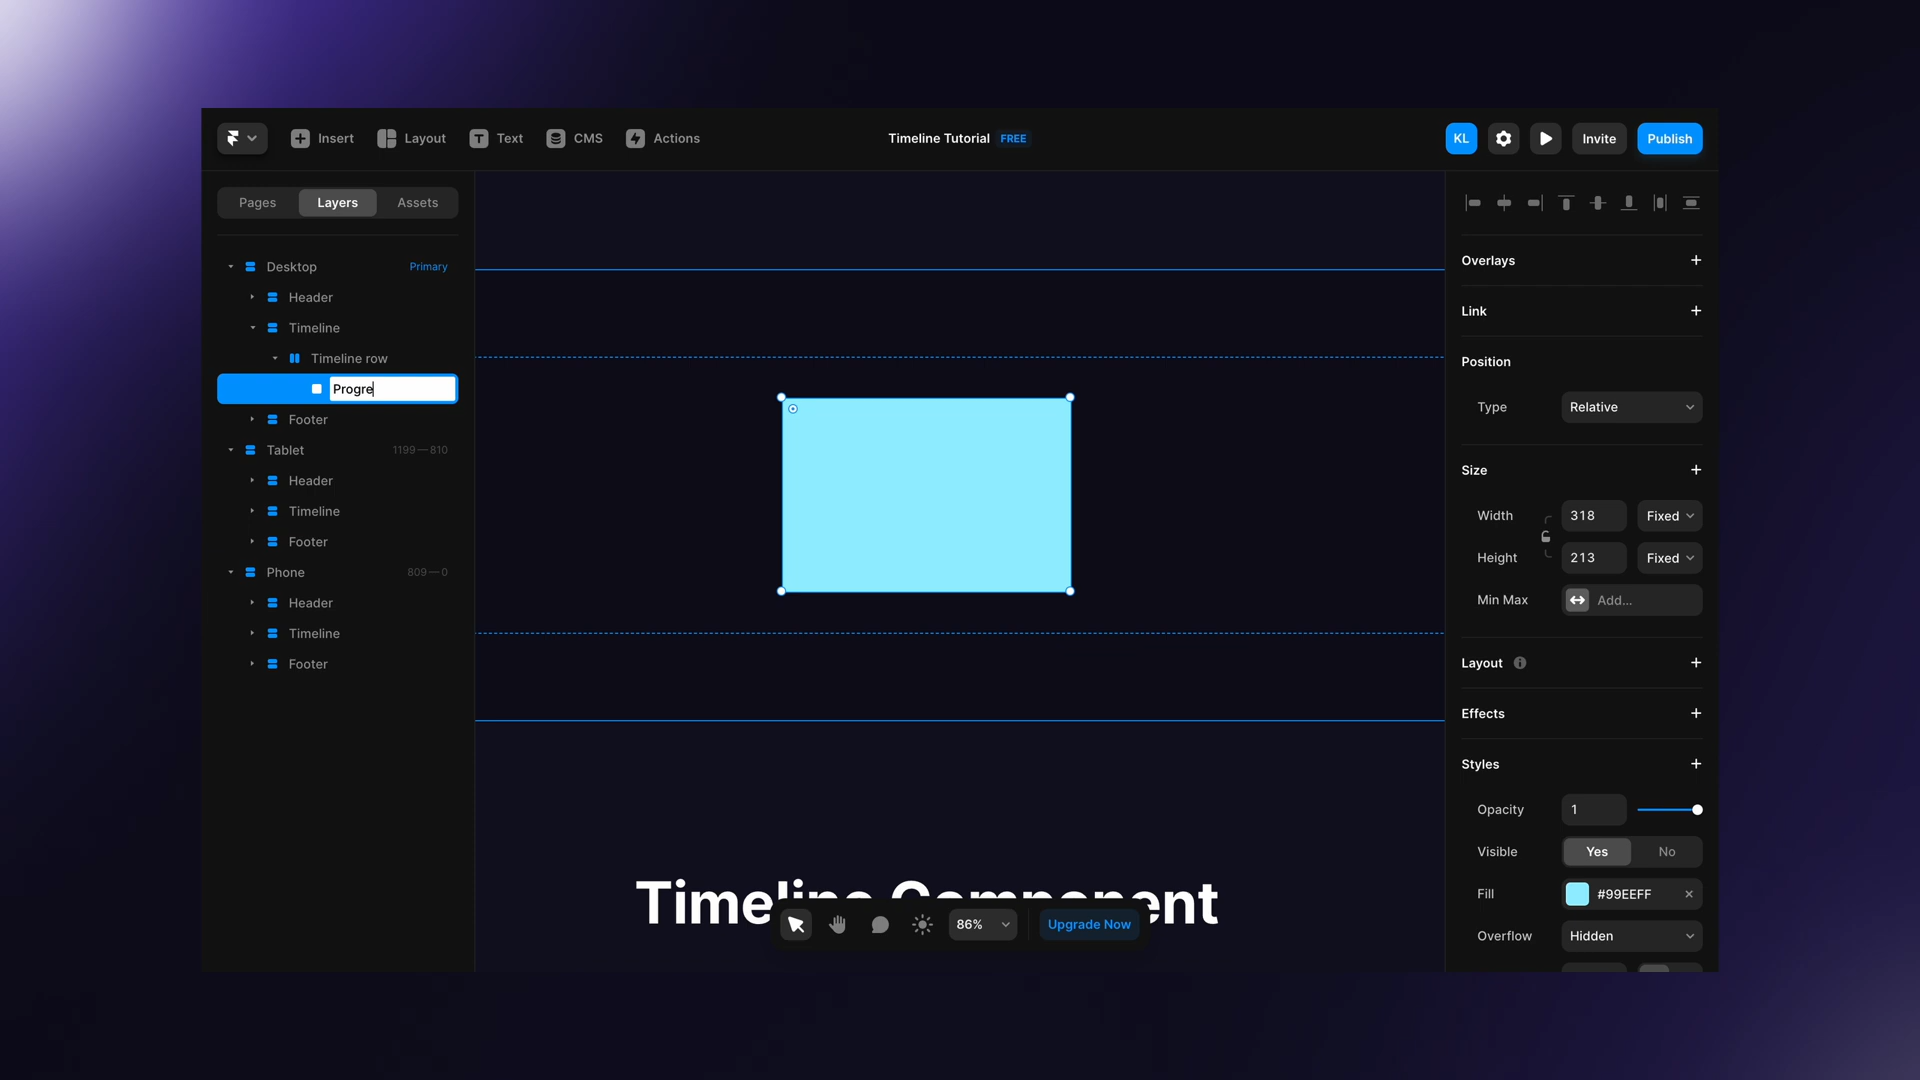 Insert
Layout
Text
CMS
Actions
Timeline Tutorial FREE
KL
Invite
Publish
Pages
Layers
Assets
Desktop Primary
Header
Timeline
Timeline row
Progre
Footer
Tablet 1199—810
Header
Timeline
Footer
Phone 809—0
Header
Timeline
Footer
Timeline Component
86%
Upgrade Now
Overlays
Link
Position
Type Relative
Size
Width 318 Fixed
Height 213 Fixed
Min Max Add...
Layout
Effects
Styles
Opacity 1
Visible Yes No
Fill #99EEFF
Overflow Hidden